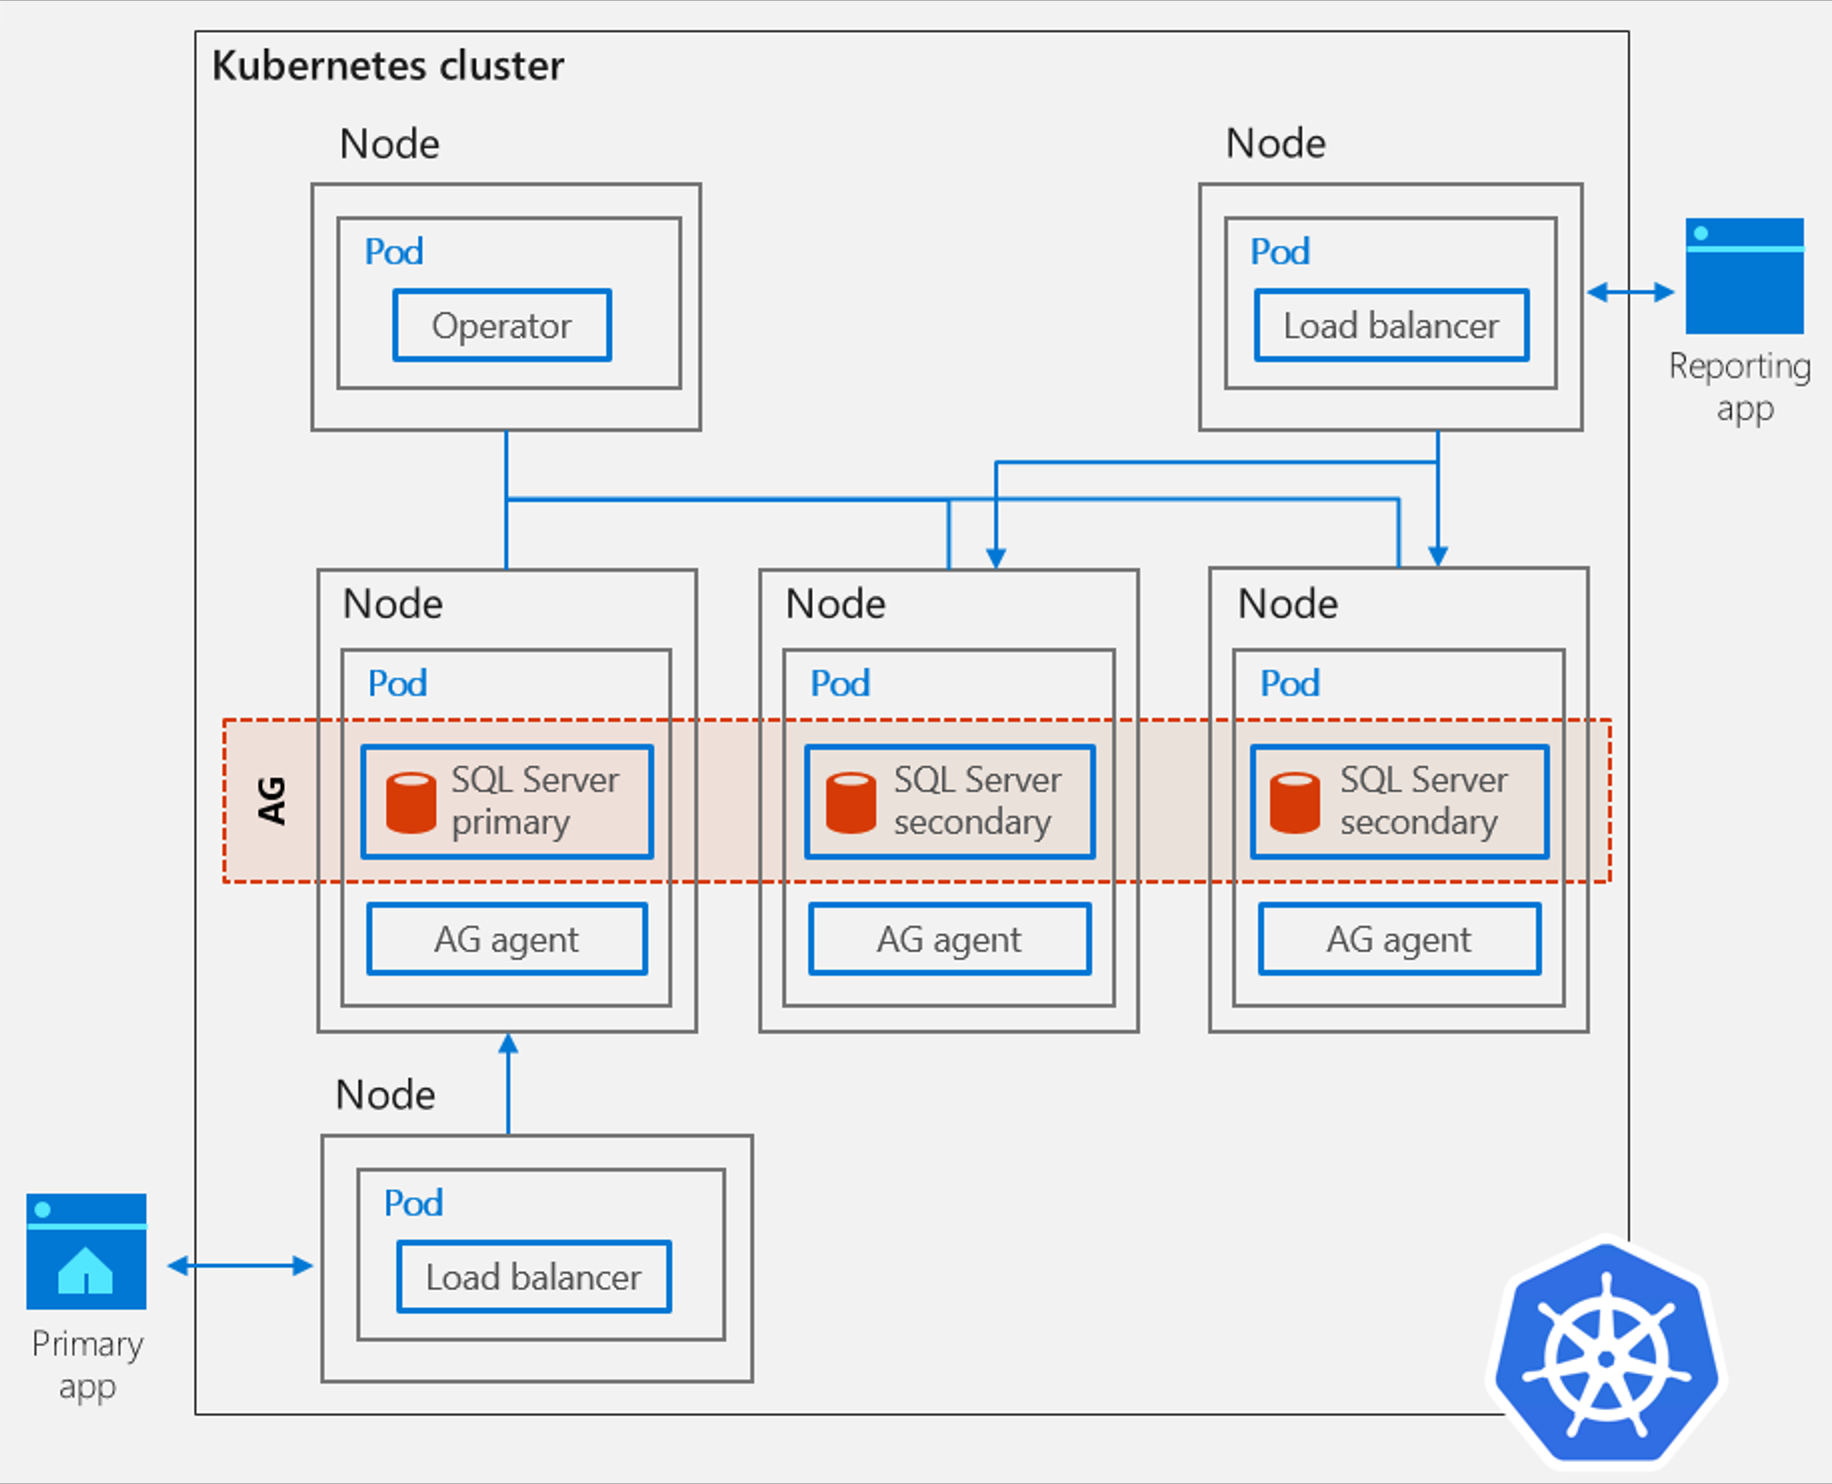 Kubernetes cluster
Node
Pod
Operator
Node
Pod
Load balancer
Reporting
app
Node
Pod
SQL Server
primary
AG agent
Node
Pod
SQL Server
secondary
AG agent
Node
Pod
SQL Server
secondary
AG agent
AG
Node
Pod
Load balancer
Primary
app